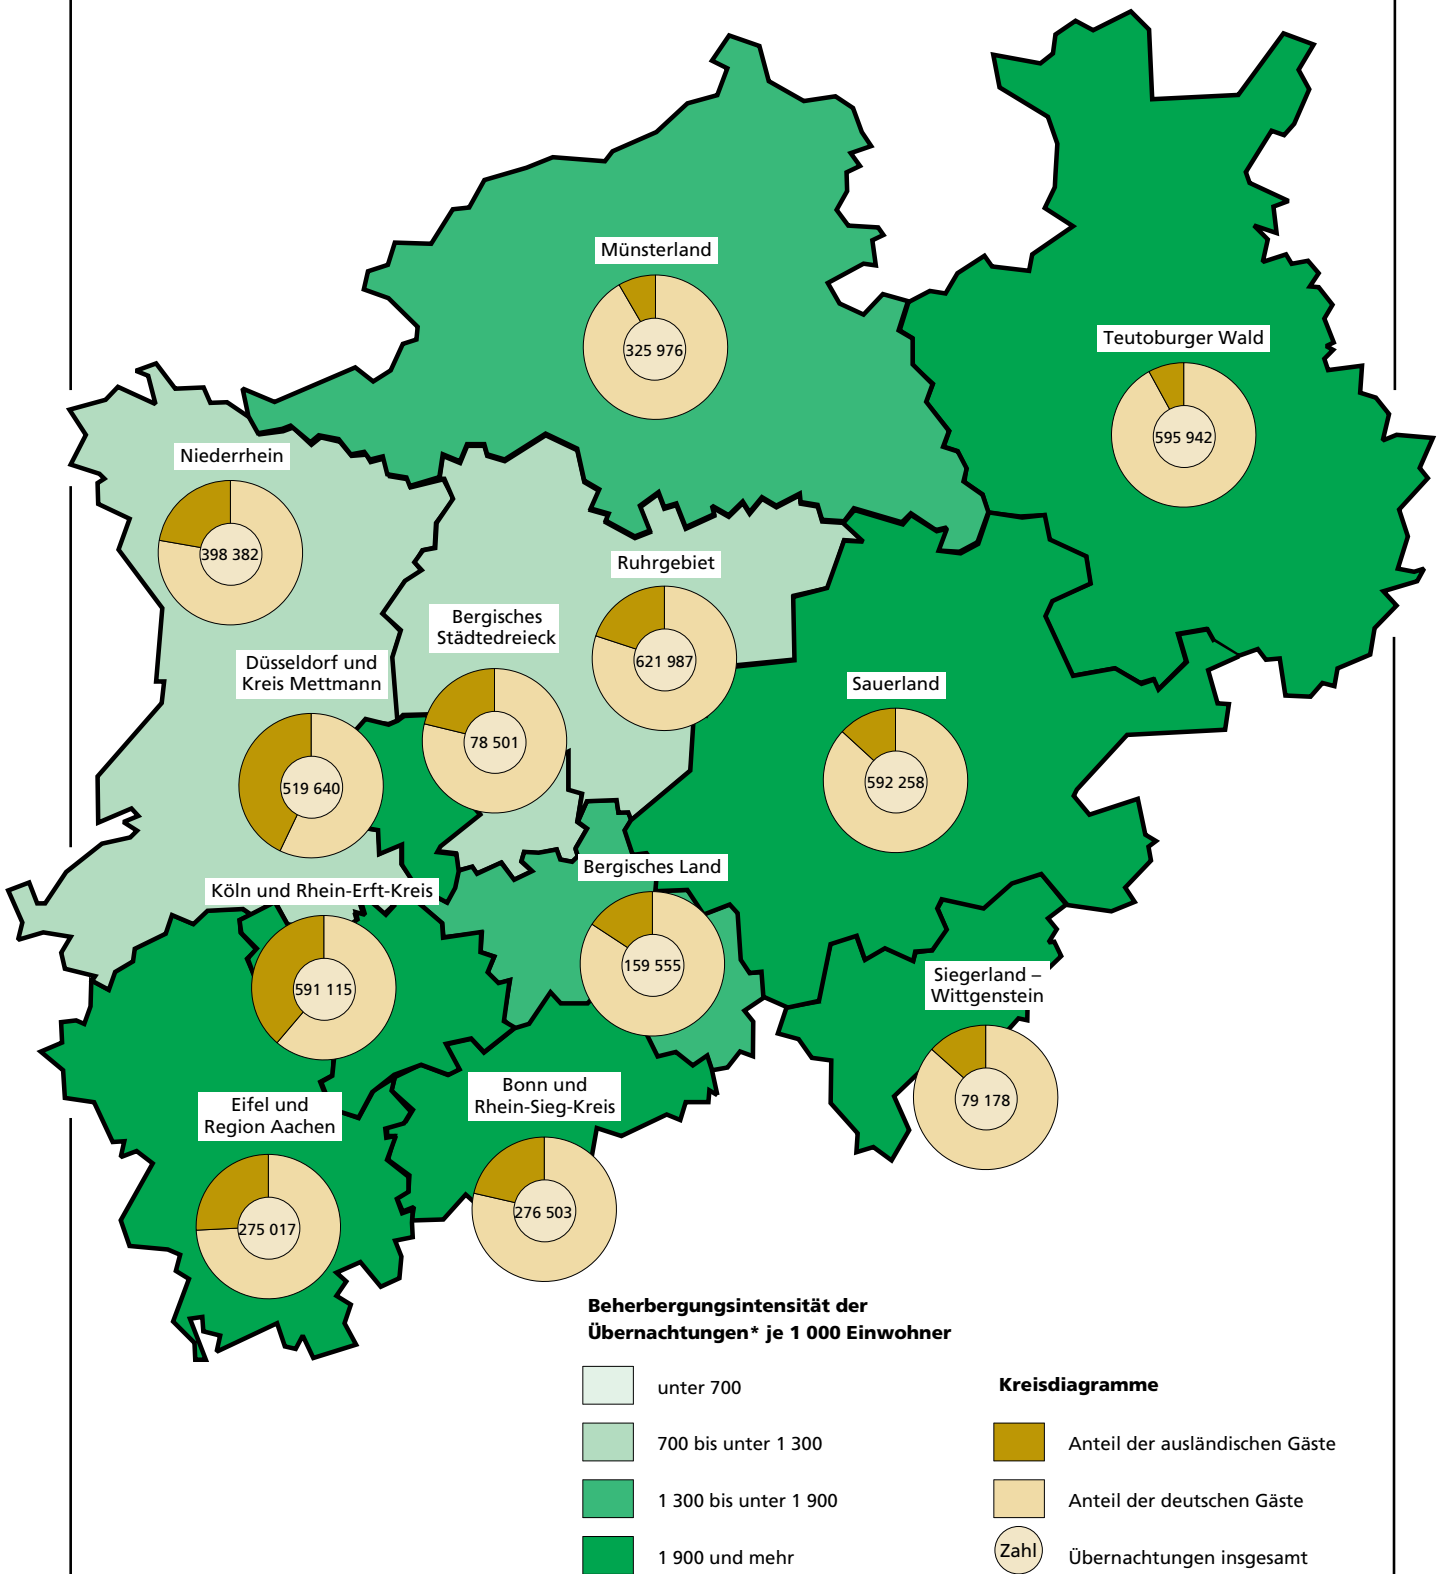 Münsterland
325 976
Teutoburger Wald
595 942
Niederrhein
398 382
Ruhrgebiet
621 987
Bergisches
Städtedreieck
78 501
Düsseldorf und
Kreis Mettmann
519 640
Sauerland
592 258
Bergisches Land
159 555
Köln und Rhein-Erft-Kreis
591 115
Siegerland –
Wittgenstein
79 178
Bonn und
Rhein-Sieg-Kreis
276 503
Eifel und
Region Aachen
275 017
Beherbergungsintensität der
Übernachtungen* je 1 000 Einwohner
unter 700
700 bis unter 1 300
1 300 bis unter 1 900
1 900 und mehr
Kreisdiagramme
Anteil der ausländischen Gäste
Anteil der deutschen Gäste
Zahl Übernachtungen insgesamt